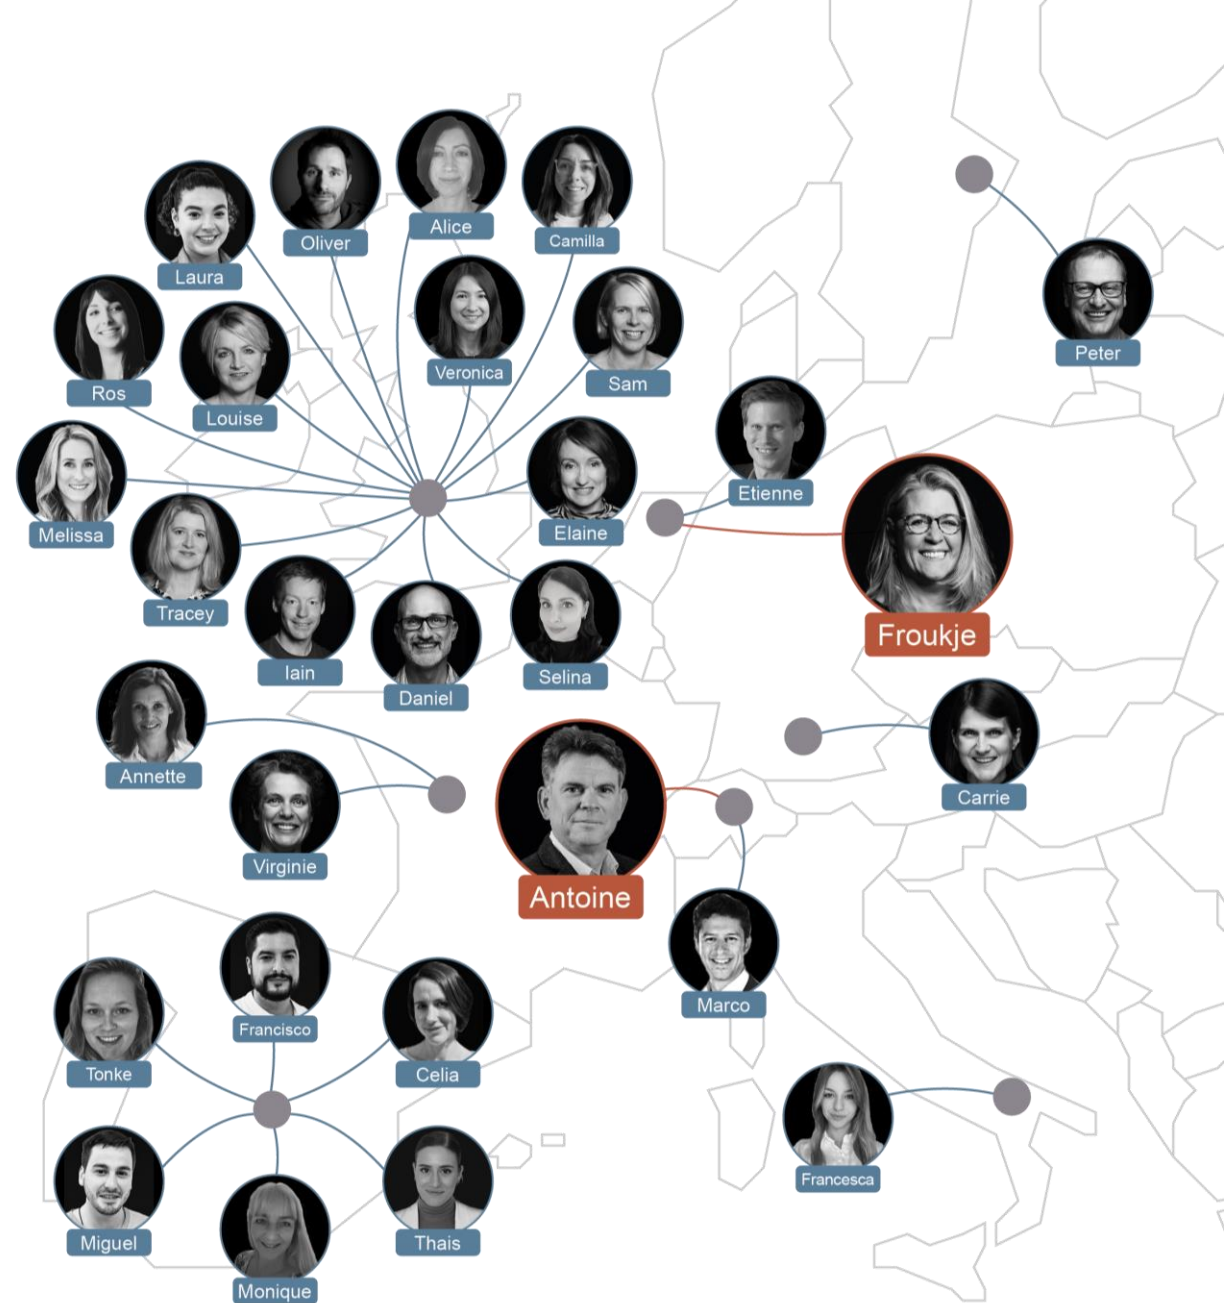 Laura
Oliver
Alice
Camilla
Ros
Louise
Veronica
Sam
Peter
Melissa
Tracey
Iain
Daniel
Selina
Elaine
Etienne
Froukje
Annette
Virginie
Antoine
Carrie
Marco
Tonke
Francisco
Celia
Miguel
Monique
Thais
Francesca